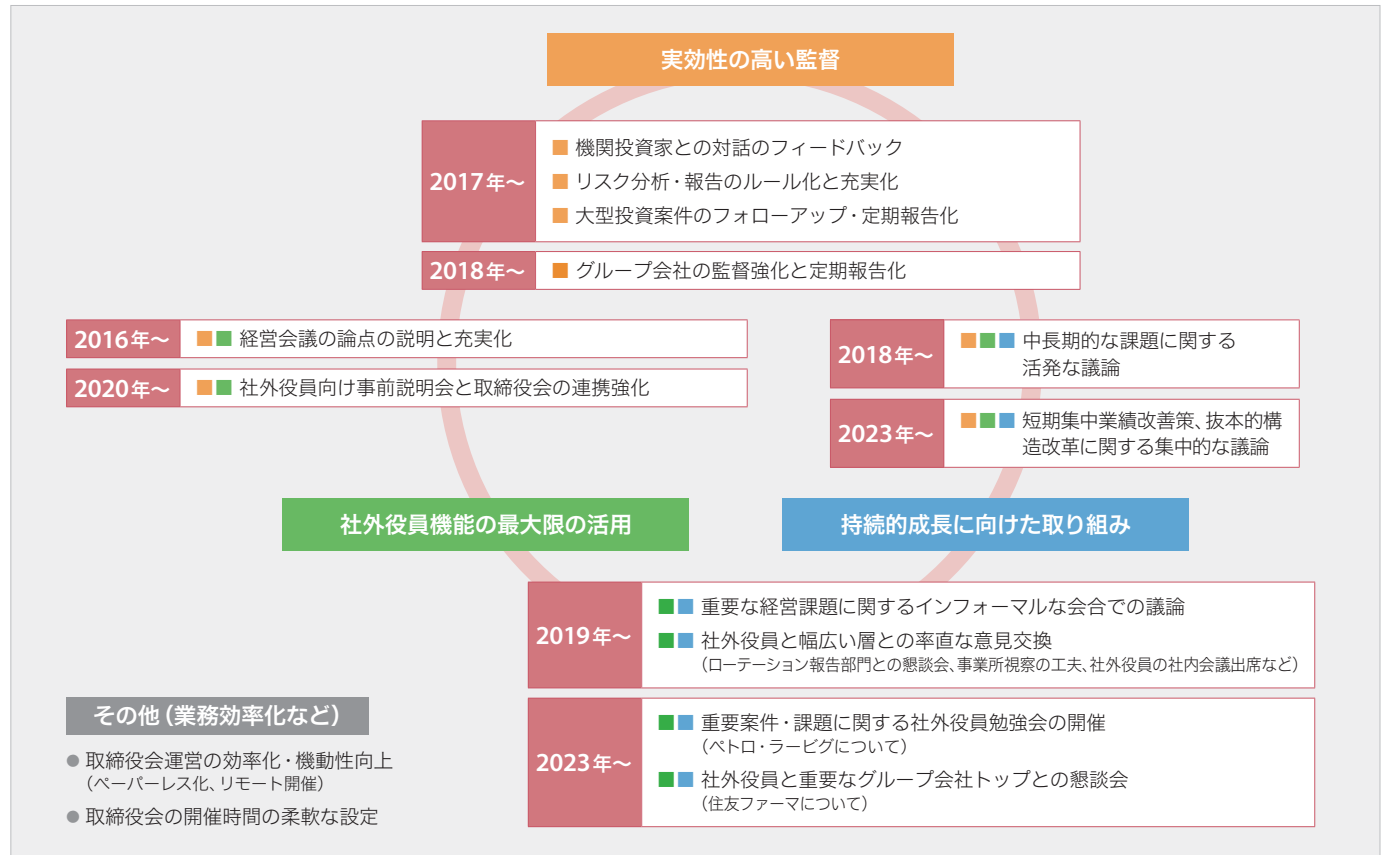 実効性の高い監督
2017年～
■ 機関投資家との対話のフィードバック
■ リスク分析・報告のルール化と充実化
■ 大型投資案件のフォローアップ・定期報告化
2018年～
■ グループ会社の監督強化と定期報告化
2016年～
■■ 経営会議の論点の説明と充実化
2020年～
■■ 社外役員向け事前説明会と取締役会の連携強化
2018年～
■■■ 中長期的な課題に関する
活発な議論
2023年～
■■■ 短期集中業績改善策、抜本的構
造改革に関する集中的な議論
社外役員機能の最大限の活用
持続的成長に向けた取り組み
2019年～
■■ 重要な経営課題に関するインフォーマルな会合での議論
■■ 社外役員と幅広い層との率直な意見交換
（ローテーション報告部門との懇談会、事業所視察の工夫、社外役員の社内会議出席など）
2023年～
■■ 重要案件・課題に関する社外役員勉強会の開催
（ペトロ・ラービグについて）
■■ 社外役員と重要なグループ会社トップとの懇談会
（住友ファーマについて）
その他（業務効率化など）
● 取締役会運営の効率化・機動性向上
（ペーパーレス化、リモート開催）
● 取締役会の開催時間の柔軟な設定